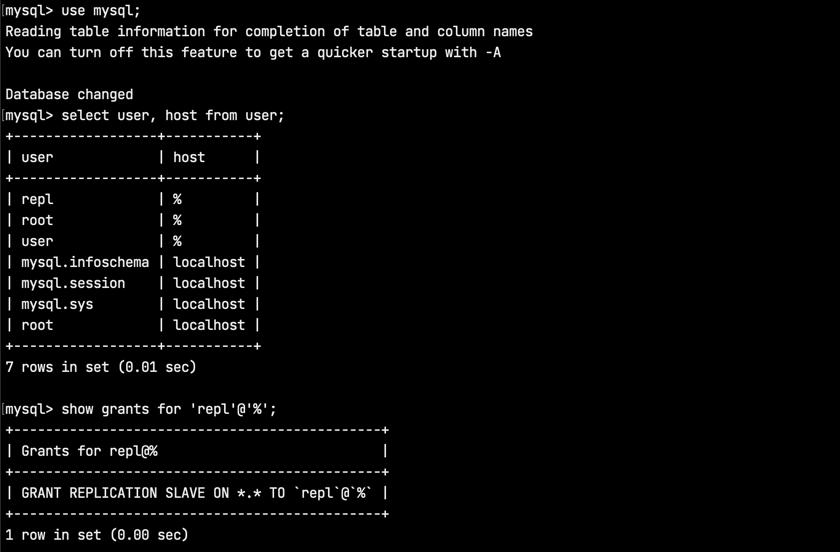 [mysql> use mysql;
Reading table information for completion of table and column names
You can turn off this feature to get a quicker startup with -A

Database changed
[mysql> select user, host from user;
+------------------+-----------+
| user             | host      |
+------------------+-----------+
| repl             | %         |
| root             | %         |
| user             | %         |
| mysql.infoschema | localhost |
| mysql.session    | localhost |
| mysql.sys        | localhost |
| root             | localhost |
+------------------+-----------+
7 rows in set (0.01 sec)

[mysql> show grants for 'repl'@'%';
+----------------------------------------------+
| Grants for repl@%                            |
+----------------------------------------------+
| GRANT REPLICATION SLAVE ON *.* TO `repl`@`%` |
+----------------------------------------------+
1 row in set (0.00 sec)